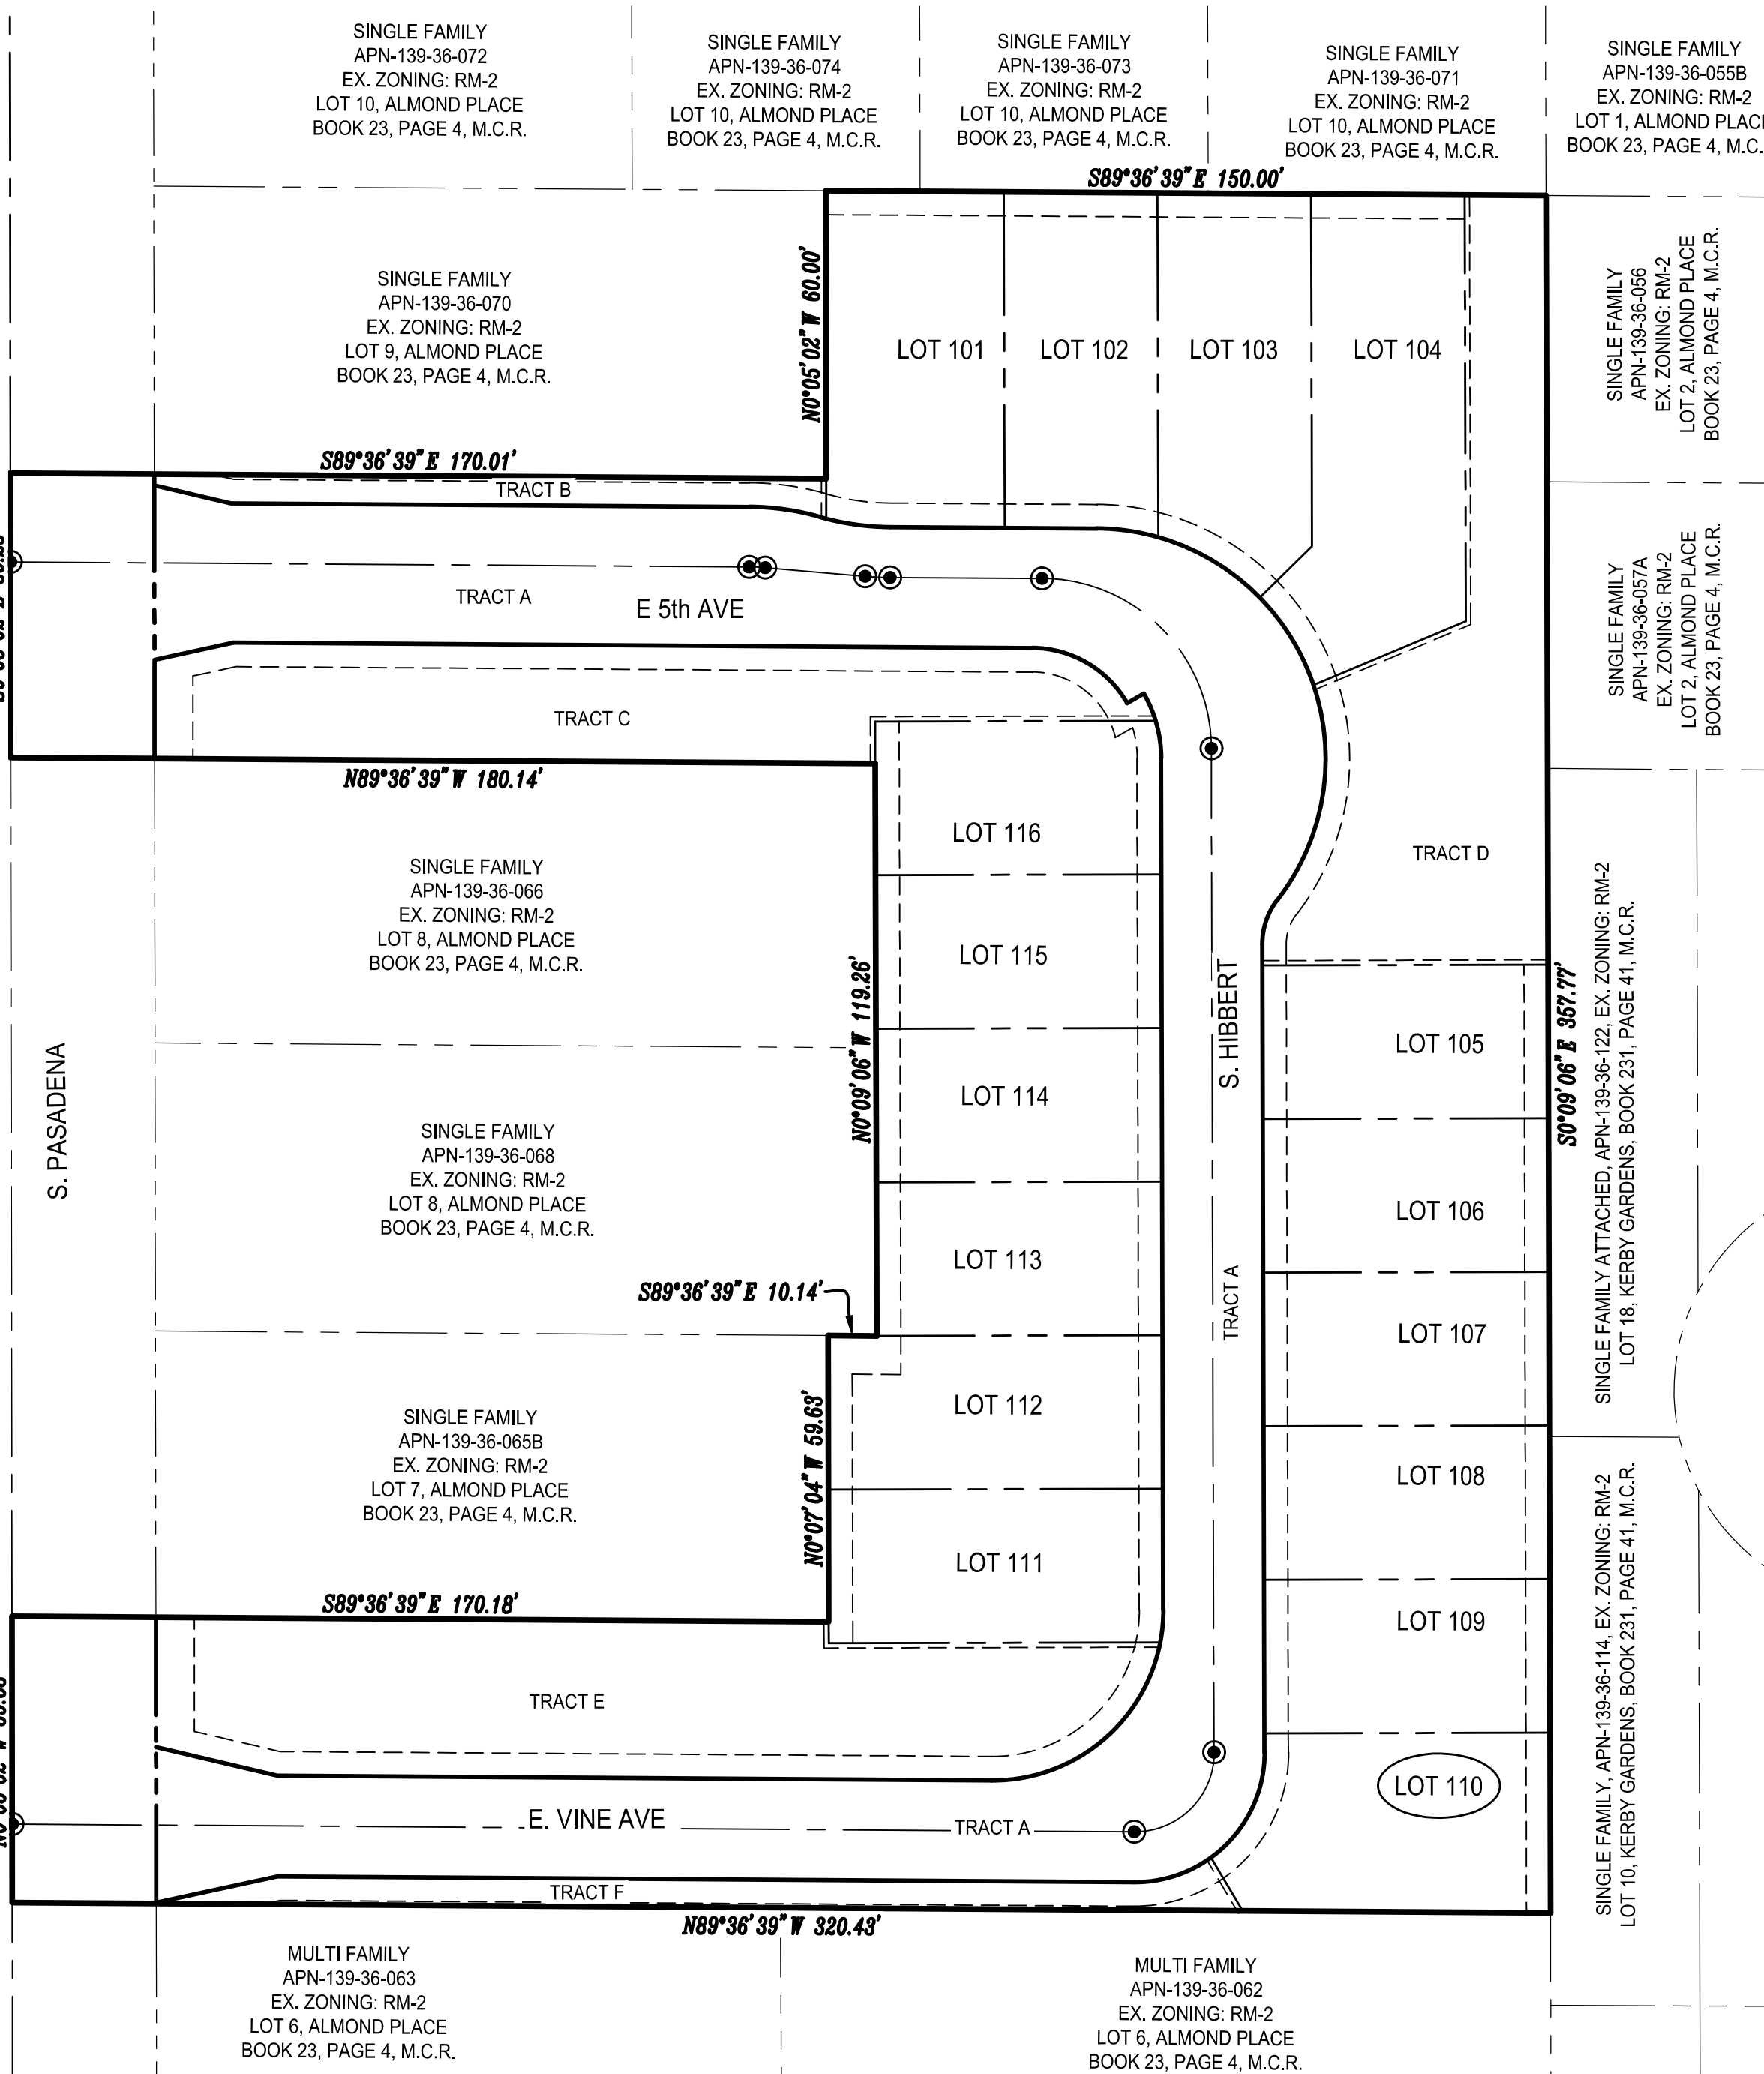 SINGLE FAMILY
APN-139-36-072
EX. ZONING: RM-2
LOT 10, ALMOND PLACE
BOOK 23, PAGE 4, M.C.R.
SINGLE FAMILY
APN-139-36-074
EX. ZONING: RM-2
LOT 10, ALMOND PLACE
BOOK 23, PAGE 4, M.C.R.
SINGLE FAMILY
APN-139-36-073
EX. ZONING: RM-2
LOT 10, ALMOND PLACE
BOOK 23, PAGE 4, M.C.R.
SINGLE FAMILY
APN-139-36-071
EX. ZONING: RM-2
LOT 10, ALMOND PLACE
BOOK 23, PAGE 4, M.C.R.
SINGLE FAMILY
APN-139-36-055B
EX. ZONING: RM-2
LOT 1, ALMOND PLACE
BOOK 23, PAGE 4, M.C.
S89°36'39"E 150.00'
SINGLE FAMILY
APN-139-36-070
EX. ZONING: RM-2
LOT 9, ALMOND PLACE
BOOK 23, PAGE 4, M.C.R.
N0°05'02"W 60.00'
LOT 101
LOT 102
LOT 103
LOT 104
SINGLE FAMILY
APN-139-36-056
EX. ZONING: RM-2
LOT 2, ALMOND PLACE
BOOK 23, PAGE 4, M.C.R.
S89°36'39"E 170.01'
TRACT B
TRACT A
E 5th AVE
SINGLE FAMILY
APN-139-36-057A
EX. ZONING: RM-2
LOT 2, ALMOND PLACE
BOOK 23, PAGE 4, M.C.R.
TRACT C
N89°36'39"W 180.14'
LOT 116
TRACT D
SINGLE FAMILY
APN-139-36-066
EX. ZONING: RM-2
LOT 8, ALMOND PLACE
BOOK 23, PAGE 4, M.C.R.
LOT 115
N0°09'06"W 119.26'
S. HIBBERT
LOT 105
S0°09'06"E 357.77'
SINGLE FAMILY ATTACHED, APN-139-36-122, EX. ZONING: RM-2
LOT 18, KERBY GARDENS, BOOK 231, PAGE 41, M.C.R.
S. PASADENA
LOT 114
SINGLE FAMILY
APN-139-36-068
EX. ZONING: RM-2
LOT 8, ALMOND PLACE
BOOK 23, PAGE 4, M.C.R.
LOT 106
LOT 113
S89°36'39"E 10.14'
TRACT A
LOT 107
SINGLE FAMILY
APN-139-36-065B
EX. ZONING: RM-2
LOT 7, ALMOND PLACE
BOOK 23, PAGE 4, M.C.R.
N0°07'04"W 59.63'
LOT 112
LOT 108
LOT 111
S89°36'39"E 170.18'
LOT 109
SINGLE FAMILY, APN-139-36-114, EX. ZONING: RM-2
LOT 10, KERBY GARDENS, BOOK 231, PAGE 41, M.C.R.
TRACT E
LOT 110
E. VINE AVE
TRACT A
TRACT F
N89°36'39"W 320.43'
MULTI FAMILY
APN-139-36-063
EX. ZONING: RM-2
LOT 6, ALMOND PLACE
BOOK 23, PAGE 4, M.C.R.
MULTI FAMILY
APN-139-36-062
EX. ZONING: RM-2
LOT 6, ALMOND PLACE
BOOK 23, PAGE 4, M.C.R.